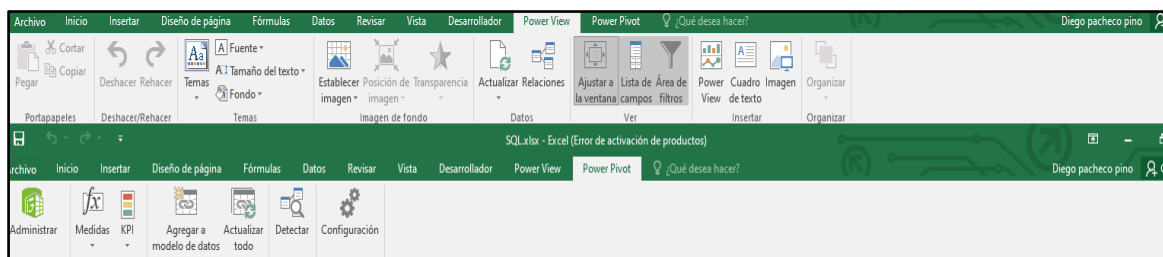 Archivo Inicio Insertar Diseño de página Fórmulas Datos Revisar Vista Desarrollador Power View Power Pivot ¿Qué desea hacer? Diego pacheco pino
Cortar
Copiar
Pegar
Deshacer Rehacer
Temas
Fuente
Tamaño del texto
Fondo
Establecer imagen
Posición de imagen
Transparencia
Actualizar Relaciones
Ajustar a la ventana
Lista de campos
Área de filtros
Power View
Cuadro de texto
Imagen
Organizar
Portapapeles Deshacer/Rehacer Temas Imagen de fondo Datos Ver Insertar Organizar
SQL.xlsx - Excel (Error de activación de productos)
rchivo Inicio Insertar Diseño de página Fórmulas Datos Revisar Vista Desarrollador Power View Power Pivot ¿Qué desea hacer? Diego pacheco pino
Administrar
Medidas
KPI
Agregar a modelo de datos
Actualizar todo
Detectar
Configuración